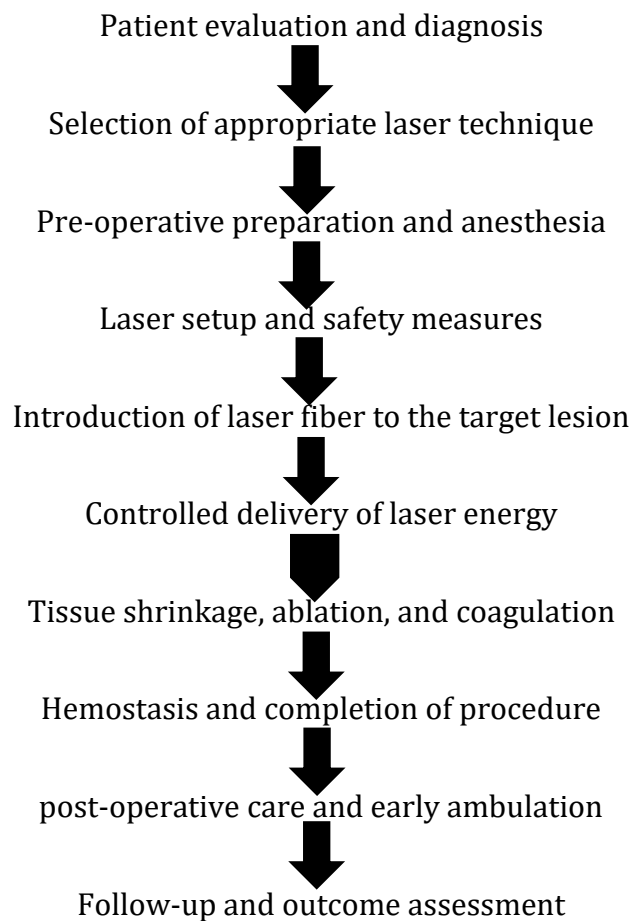 Patient evaluation and diagnosis
Selection of appropriate laser technique
Pre-operative preparation and anesthesia
Laser setup and safety measures
Introduction of laser fiber to the target lesion
Controlled delivery of laser energy
Tissue shrinkage, ablation, and coagulation
Hemostasis and completion of procedure
post-operative care and early ambulation
Follow-up and outcome assessment